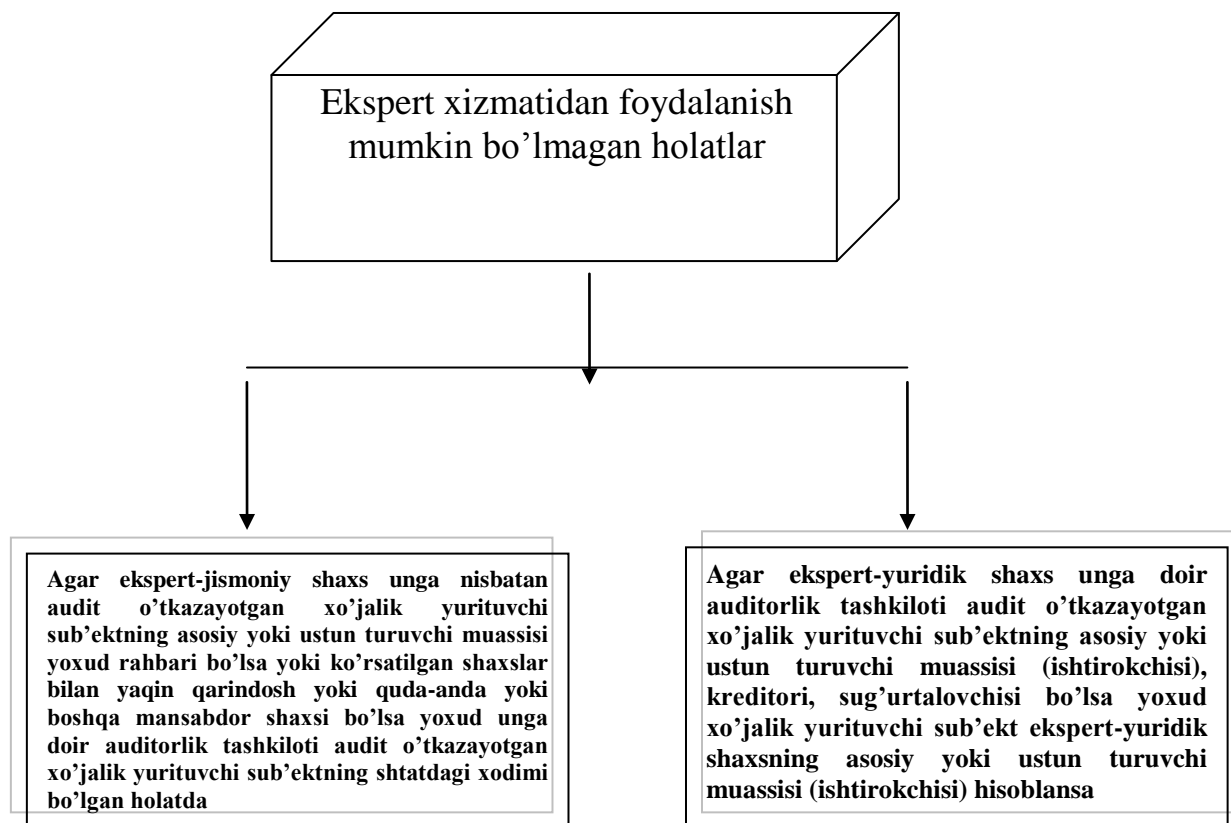 Ekspert xizmatidan foydalanish
mumkin bo’lmagan holatlar
Agar ekspert-jismoniy shaxs unga nisbatan
audit o’tkazayotgan xo’jalik yurituvchi
sub’ektning asosiy yoki ustun turuvchi muassisi
yoxud rahbari bo’lsa yoki ko’rsatilgan shaxslar
bilan yaqin qarindosh yoki quda-anda yoki
boshqa mansabdor shaxsi bo’lsa yoxud unga
doir auditorlik tashkiloti audit o’tkazayotgan
xo’jalik yurituvchi sub’ektning shtatdagi xodimi
bo’lgan holatda
Agar ekspert-yuridik shaxs unga doir
auditorlik tashkiloti audit o’tkazayotgan
xo’jalik yurituvchi sub’ektning asosiy yoki
ustun turuvchi muassisi (ishtirokchisi),
kreditori, sug’urtalovchisi bo’lsa yoxud
xo’jalik yurituvchi sub’ekt ekspert-yuridik
shaxsning asosiy yoki ustun turuvchi
muassisi (ishtirokchisi) hisoblansa